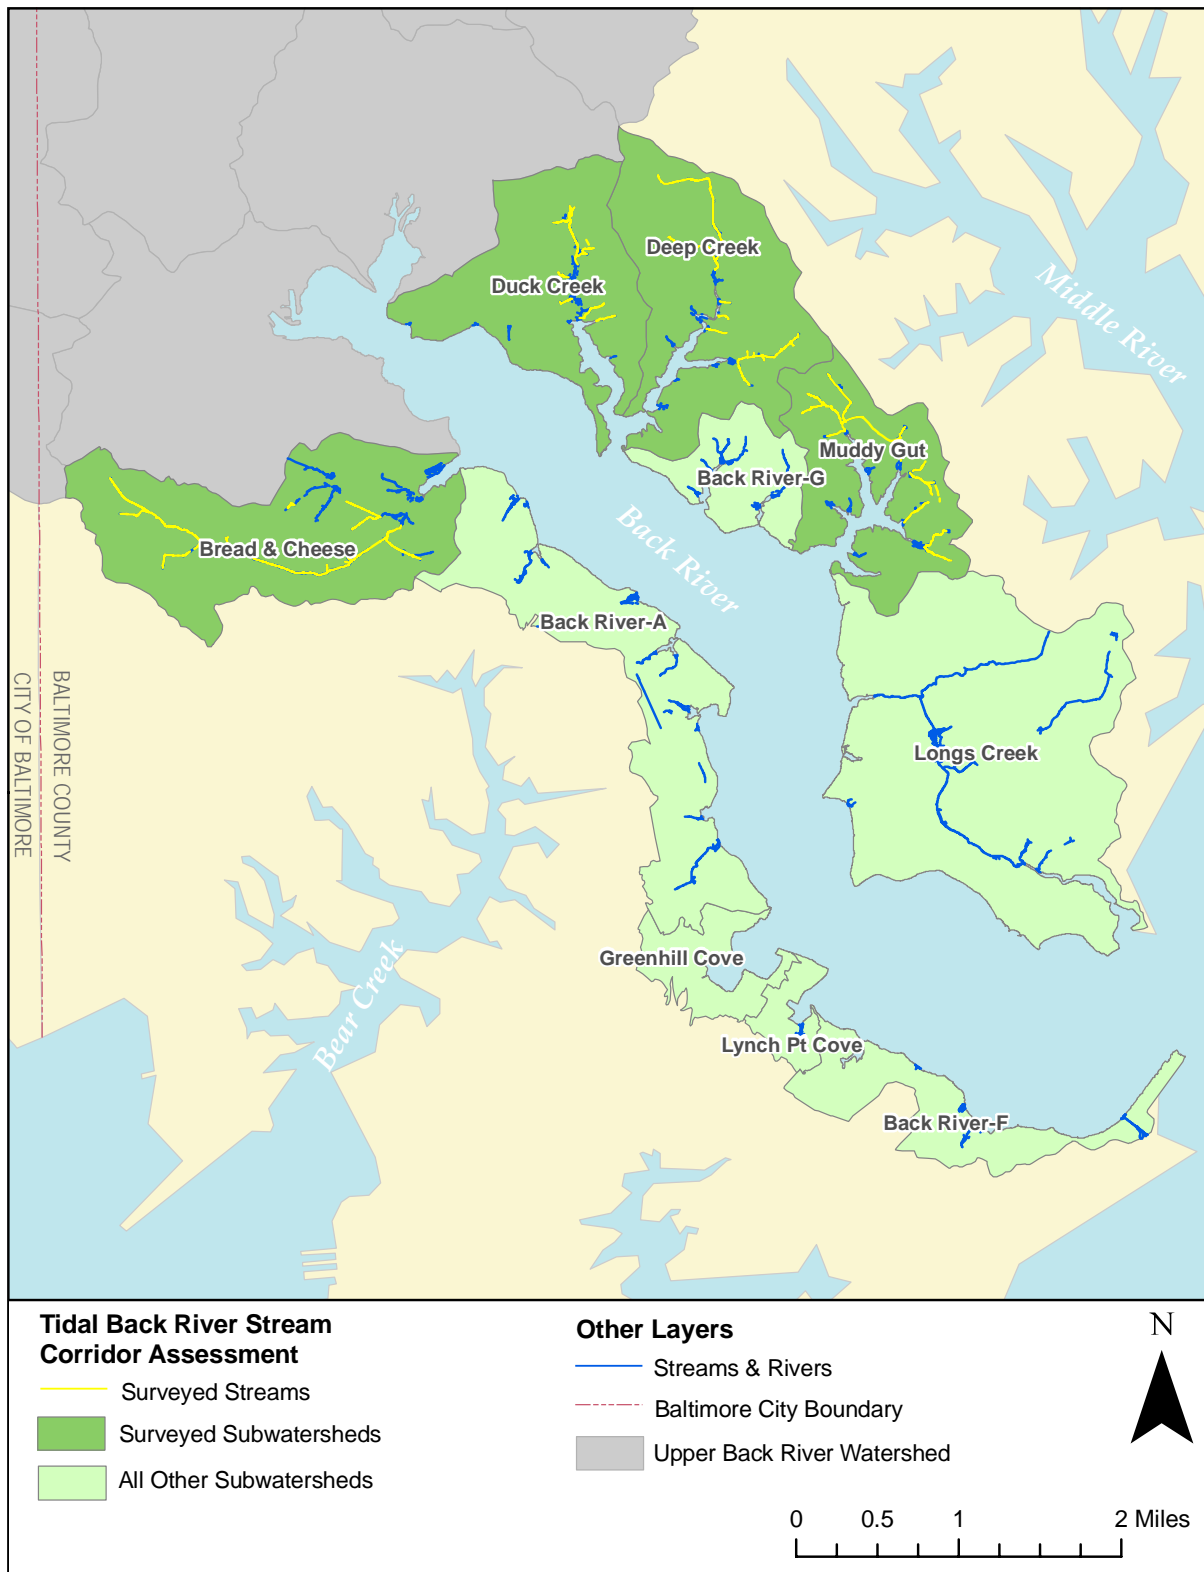 Deep Creek
Duck Creek
Middle River
Muddy Gut
Back River-G
Back River
Bread & Cheese
Back River-A
BALTIMORE COUNTY
CITY OF BALTIMORE
Longs Creek
Greenhill Cove
Bear Creek
Lynch Pt Cove
Back River-F
Tidal Back River Stream
Corridor Assessment
Surveyed Streams
Surveyed Subwatersheds
All Other Subwatersheds
Other Layers
Streams & Rivers
Baltimore City Boundary
Upper Back River Watershed
N
0 0.5 1 2 Miles